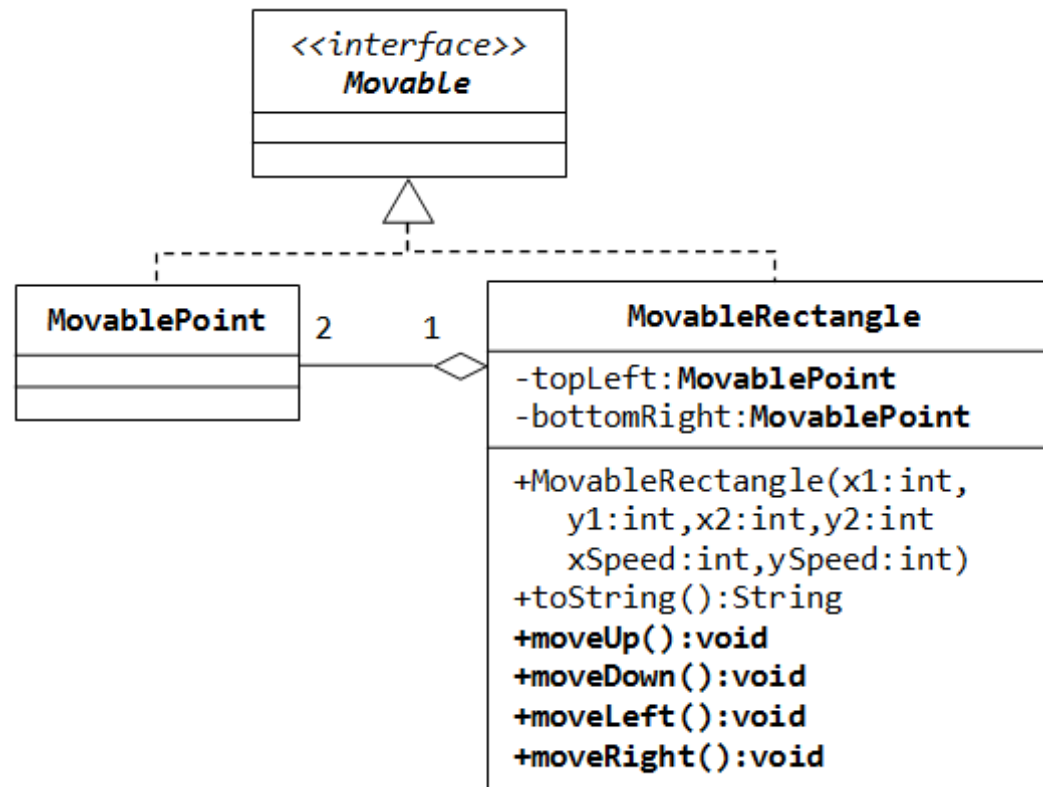 <<interface>>
Movable
MovablePoint
2
1
MovableRectangle
-topLeft:MovablePoint
-bottomRight:MovablePoint
+MovableRectangle(x1:int,
y1:int,x2:int,y2:int
xSpeed:int,ySpeed:int)
+toString():String
+moveUp():void
+moveDown():void
+moveLeft():void
+moveRight():void